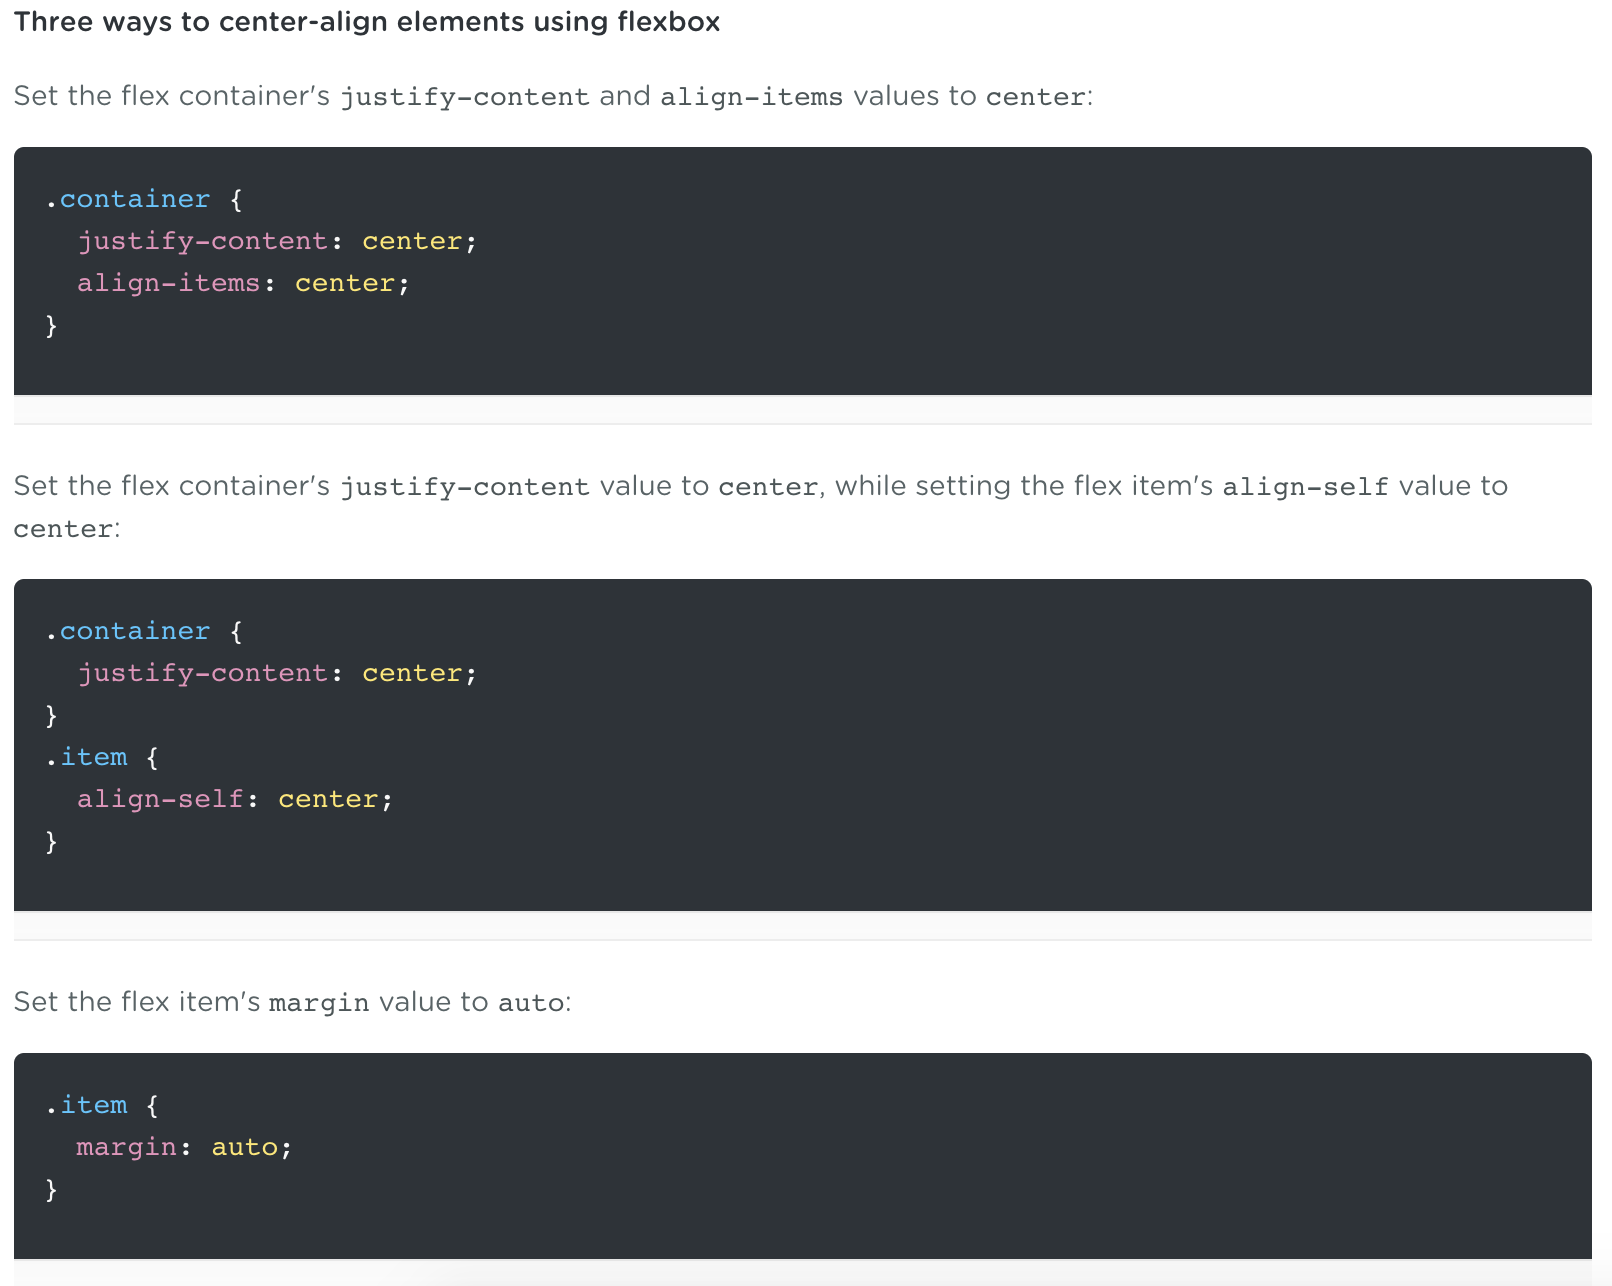 Three ways to center-align elements using flexbox
Set the flex container's justify-content and align-items values to center:
.container {
  justify-content: center;
  align-items: center;
}
Set the flex container's justify-content value to center, while setting the flex item's align-self value to
center:
.container {
  justify-content: center;
}
.item {
  align-self: center;
}
Set the flex item's margin value to auto:
.item {
  margin: auto;
}